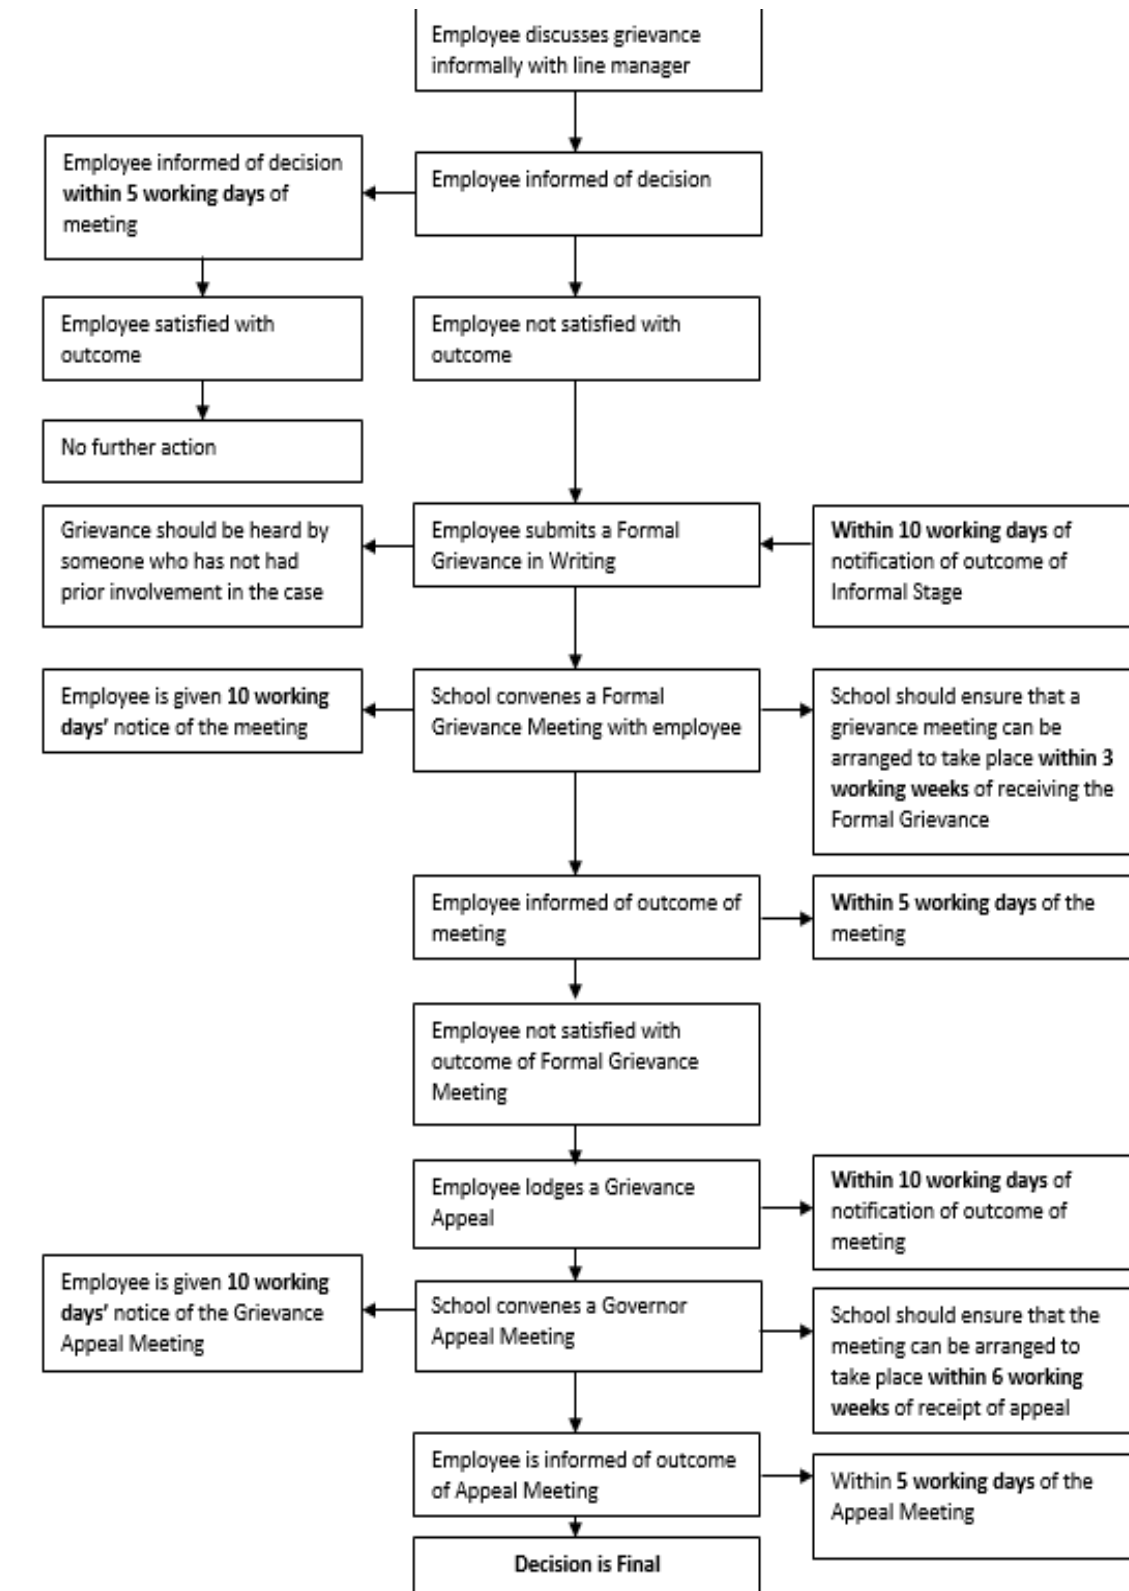 Employee discusses grievance
informally with line manager
Employee informed of decision
within 5 working days of
meeting
Employee informed of decision
Employee satisfied with
outcome
Employee not satisfied with
outcome
No further action
Grievance should be heard by
someone who has not had
prior involvement in the case
Employee submits a Formal
Grievance in Writing
Within 10 working days of
notification of outcome of
Informal Stage
Employee is given 10 working
days’ notice of the meeting
School convenes a Formal
Grievance Meeting with employee
School should ensure that a
grievance meeting can be
arranged to take place within 3
working weeks of receiving the
Formal Grievance
Employee informed of outcome of
meeting
Within 5 working days of the
meeting
Employee not satisfied with
outcome of Formal Grievance
Meeting
Employee lodges a Grievance
Appeal
Within 10 working days of
notification of outcome of
meeting
Employee is given 10 working
days’ notice of the Grievance
Appeal Meeting
School convenes a Governor
Appeal Meeting
School should ensure that the
meeting can be arranged to
take place within 6 working
weeks of receipt of appeal
Employee is informed of outcome
of Appeal Meeting
Within 5 working days of the
Appeal Meeting
Decision is Final